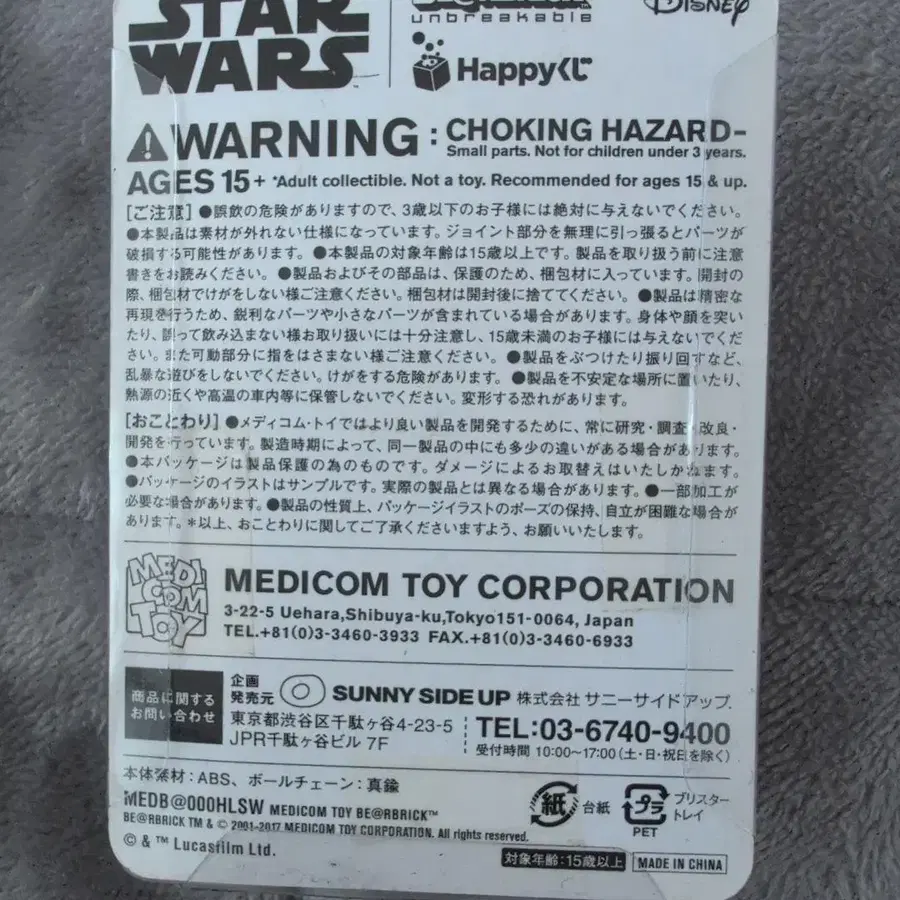 STAR
WARS
unbreakable
Disney
Happyくじ
WARNING : CHOKING HAZARD-
Small parts. Not for children under 3 years.
AGES 15+ *Adult collectible. Not a toy. Recommended for ages 15 & up.
[ご注意] ●誤飲の危険がありますので、3歳以下のお子様には絶対に与えないでください。
●本製品は素材が外れない仕様になっています。ジョイント部分を無理に引っ張るとパーツが
破損する可能性があります。 ●本製品の対象年齢は15歳以上です。製品を取り扱う前に注意
書きをお読みください。 ●製品およびその部品は、保護のため、梱包材に入っています。開封の
際、梱包材でけがをしない様ご注意ください。梱包材は開封後に捨ててください。 ●製品は精密な
再現を行うため、鋭利なパーツや小さなパーツが含まれている場合があります。身体や顔を突い
たり、誤って飲み込まない様お取り扱いには十分注意し、15歳未満のお子様には与えないでくだ
さい。また可動部分に指をはさまない様ご注意ください。 ●製品をぶつけたり振り回すなど、
乱暴な遊びをしないでください。けがをする危険があります。 ●製品を不安定な場所に置いたり、
熱源の近くや高温の車内等に保管しないでください。変形する恐れがあります。
[おことわり] ●メディコム・トイではより良い製品を開発するために、常に研究・調査・改良・
開発を行っています。製造時期によって、同一製品の中にも多少の違いがある場合があります。
●本パッケージは製品保護の為のものです。ダメージによるお取替えはいたしかねます。
●パッケージのイラストはサンプルです。実際の製品とは異なる場合があります。 ●一部加工が
必要な場合があります。 ●製品の性質上、パッケージイラストのポーズの保持、自立が困難な場合が
あります。 *以上、おことわりに関してご了承くださいますよう、お願いいたします。
MEDI
COM
TOY
MEDICOM TOY CORPORATION
3-22-5 Uehara,Shibuya-ku,Tokyo151-0064, Japan
TEL.+81(0)3-3460-3933 FAX.+81(0)3-3460-6933
商品に関する
お問い合わせ
企画
発売元 SUNNY SIDE UP 株式会社 サニーサイドアップ.
東京都渋谷区千駄ヶ谷4-23-5
JPR千駄ヶ谷ビル 7F
TEL:03-6740-9400
受付時間 10:00〜17:00(土・日・祝日を除く)
本体素材：ABS、ボールチェーン：真鍮
MEDB@000HLSW MEDICOM TOY BE@RBRICK™
BE@RBRICK TM & © 2001-2017 MEDICOM TOY CORPORATION. All rights reserved.
© & ™ Lucasfilm Ltd.
紙 台紙
プラ
PET
ブリスター
トレイ
対象年齢：15歳以上
MADE IN CHINA